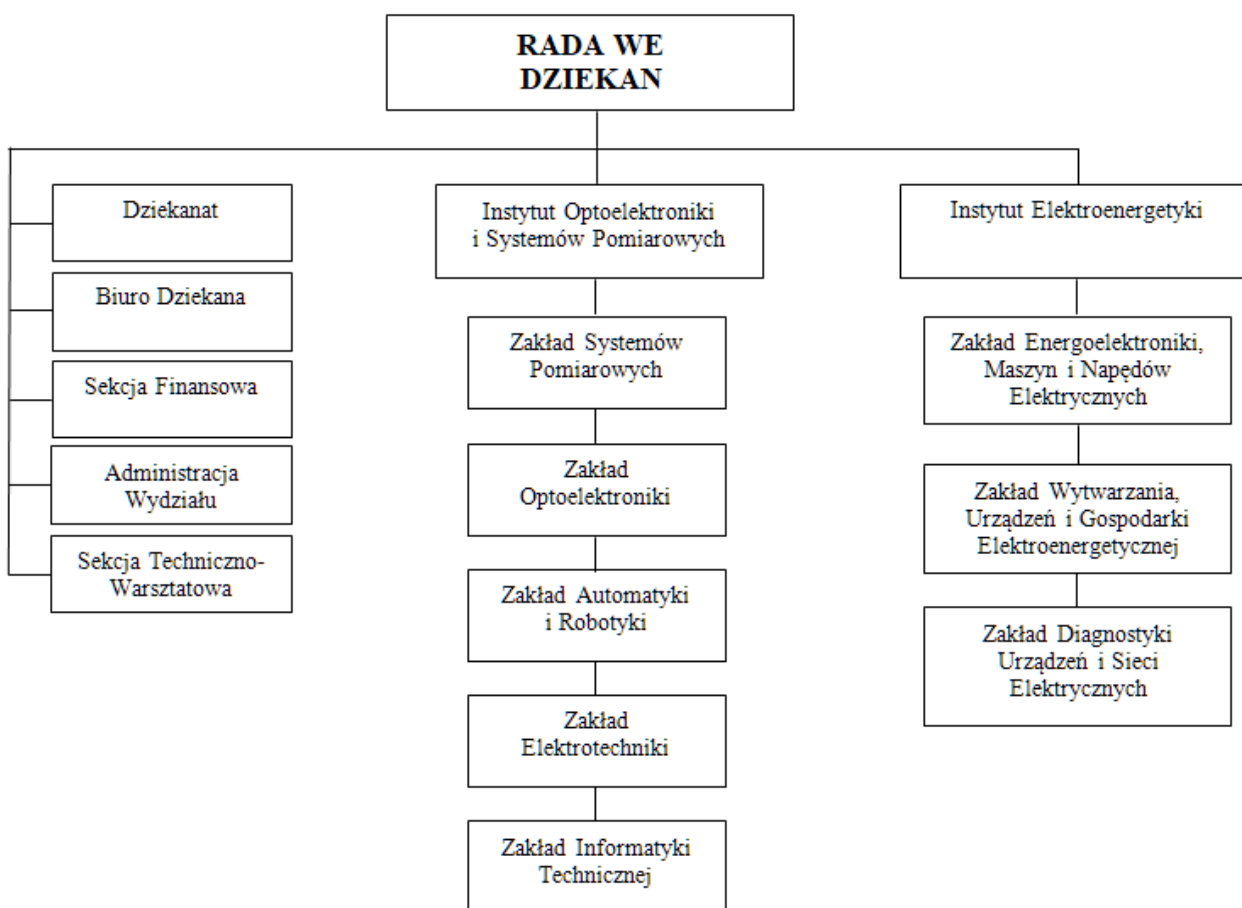 RADA WE
DZIEKAN
Dziekanat
Biuro Dziekana
Sekcja Finansowa
Administracja
Wydziału
Sekcja Techniczno-
Warsztatowa
Instytut Optoelektroniki
i Systemów Pomiarowych
Zakład Systemów
Pomiarowych
Zakład
Optoelektroniki
Zakład Automatyki
i Robotyki
Zakład
Elektrotechniki
Zakład Informatyki
Technicznej
Instytut Elektroenergetyki
Zakład Energoelektroniki,
Maszyn i Napędów
Elektrycznych
Zakład Wytwarzania,
Urządzeń i Gospodarki
Elektroenergetycznej
Zakład Diagnostyki
Urządzeń i Sieci
Elektrycznych